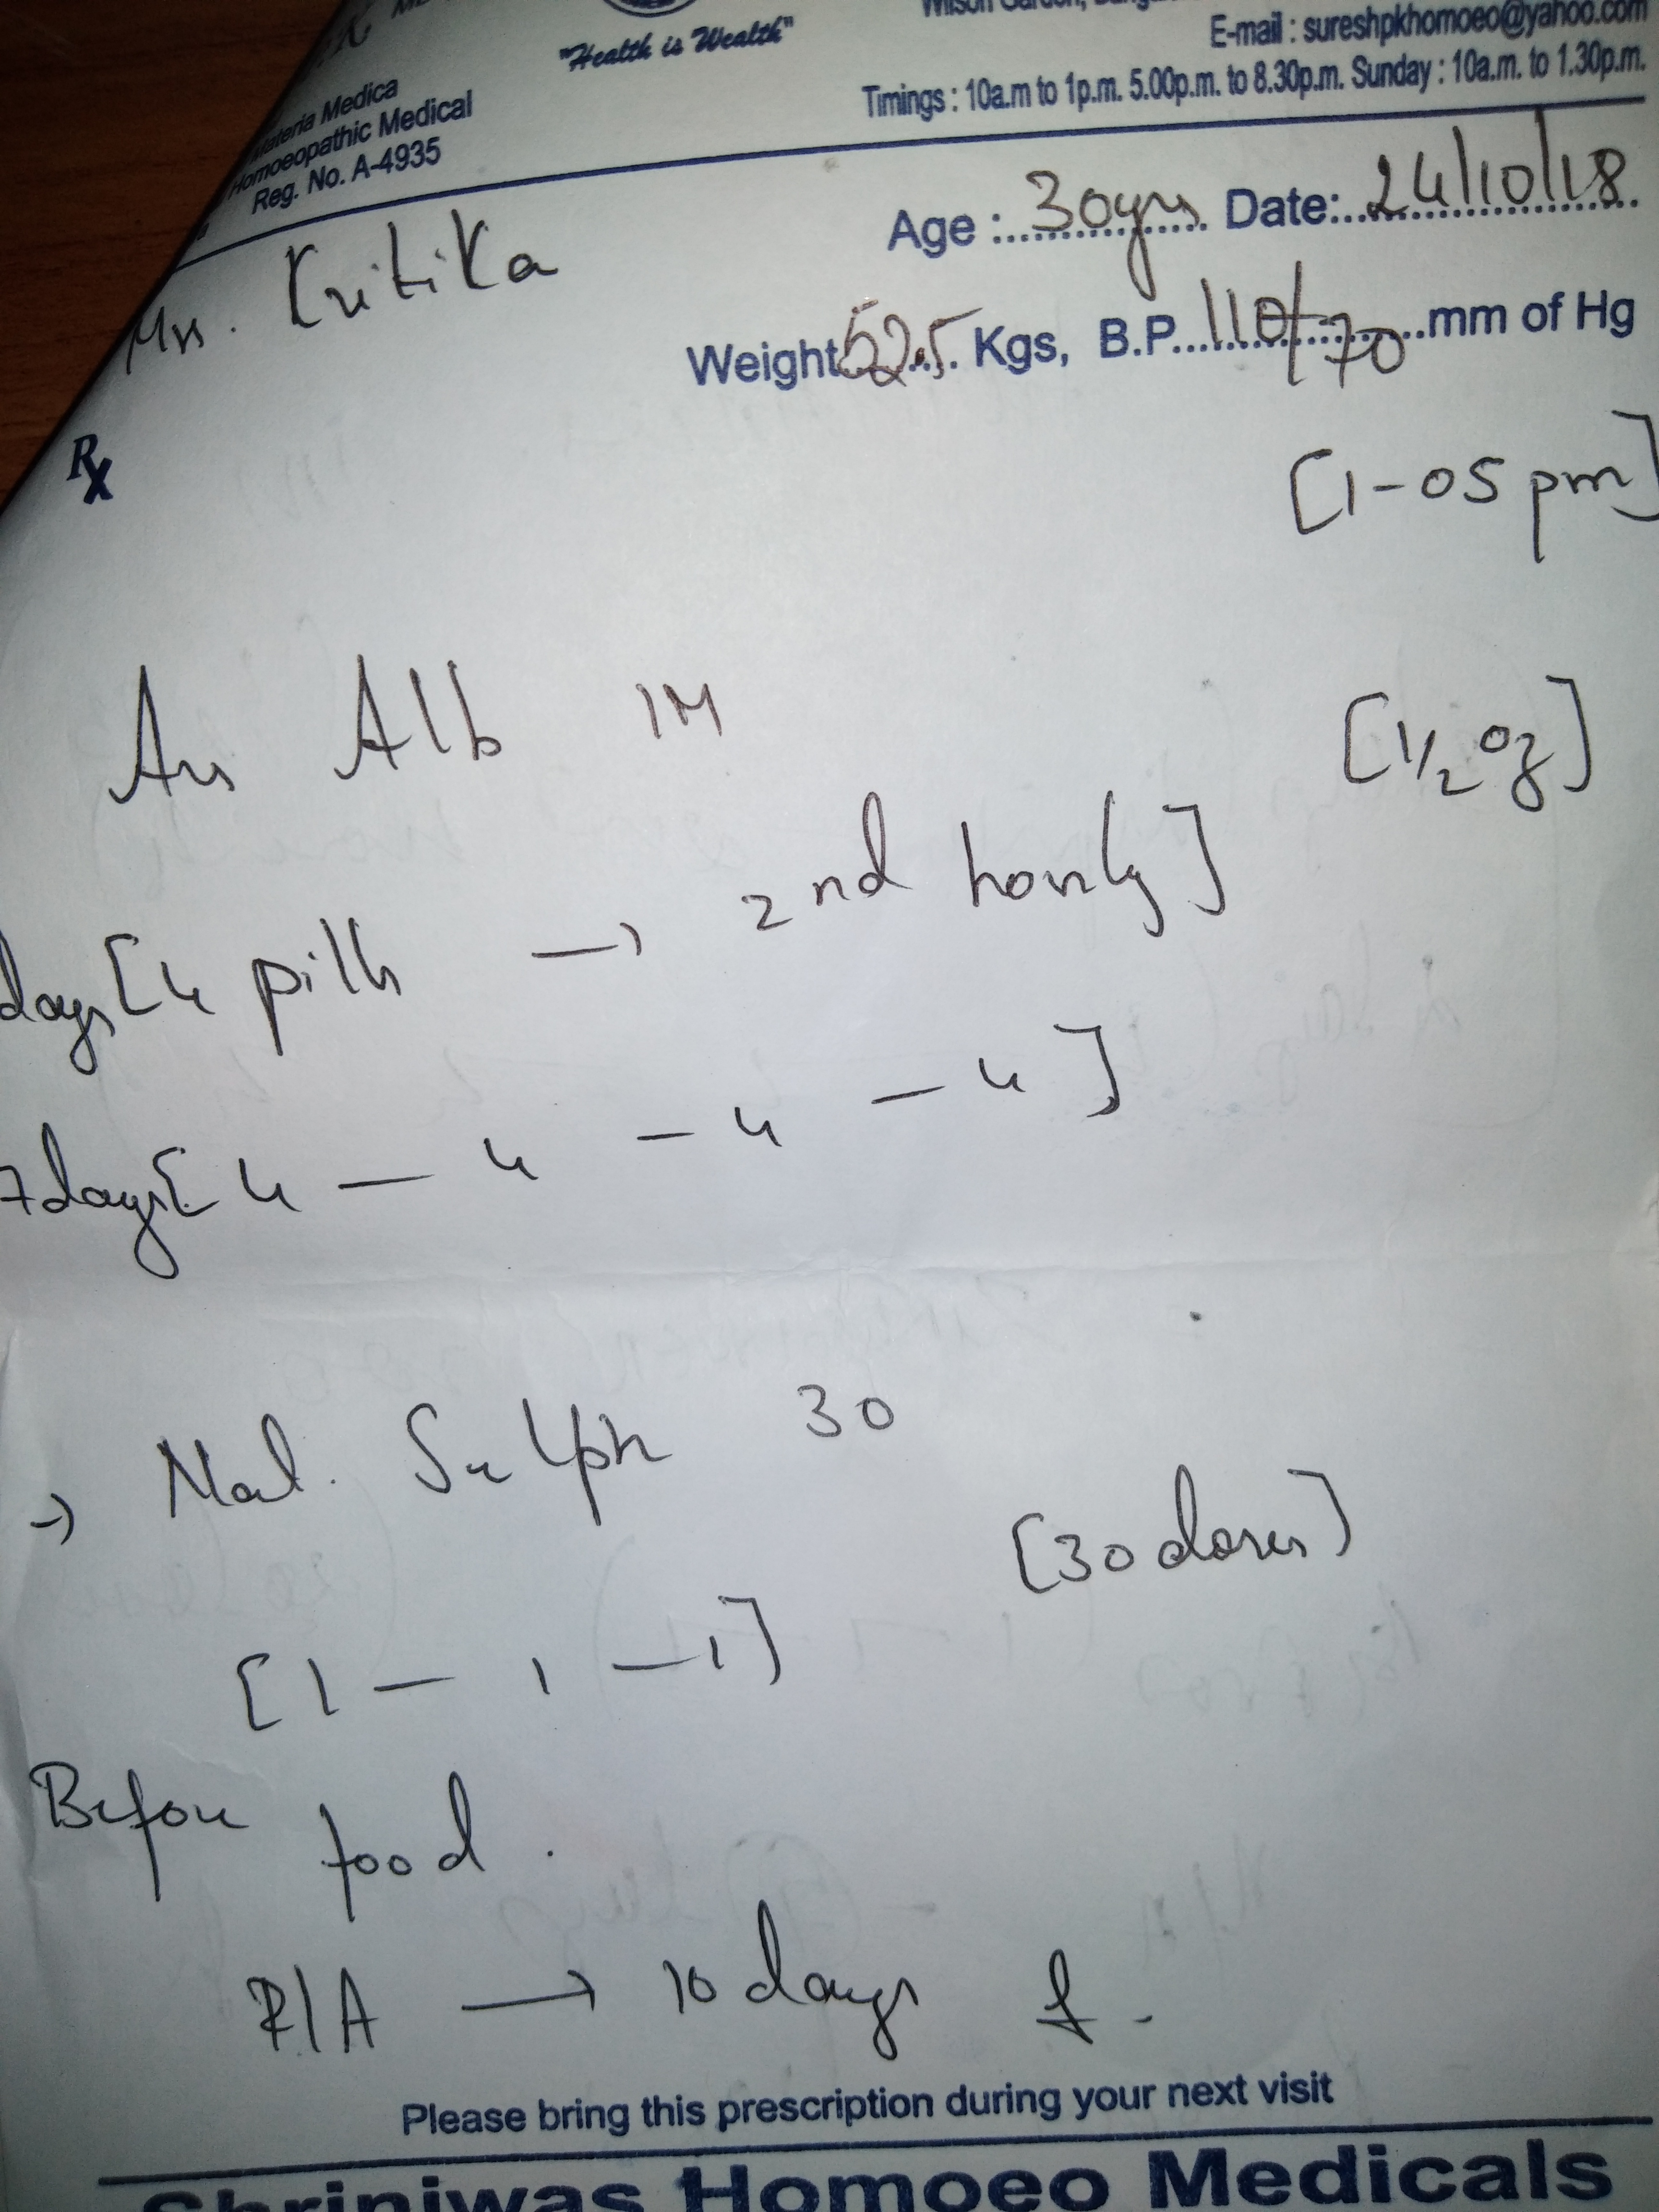 "Health is Wealth"
E-mail : sureshpkhomoeo@yahoo.com
Timings : 10a.m to 1p.m. 5.00p.m. to 8.30p.m. Sunday : 10a.m. to 1.30p.m.
Materia Medica
Homoeopathic Medical
Reg. No. A-4935
Mrs. Kritika
Age : 30yrs Date: 24/10/18
Weight 52.5 Kgs, B.P. 110/70 mm of Hg
Rx
[1-05 pm]
Ars Alb 1M
[1/2 oz]
days [4 pills → 2nd hourly]
7days [4 - 4 - 4 - 4]
→ Nat. Sulph 30
[30 doses]
[1 - 1 - 1]
Before food.
R/A → 10 days
Please bring this prescription during your next visit
Shriniwas Homoeo Medicals